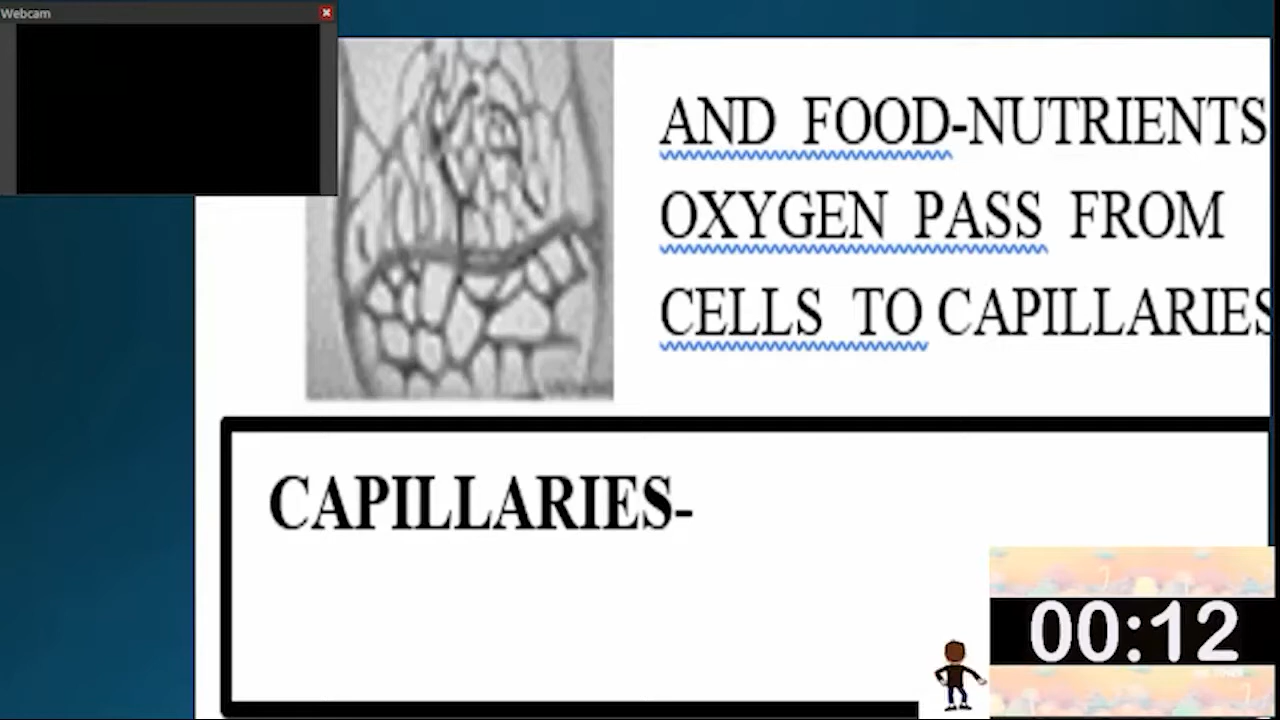 Webcam
AND FOOD-NUTRIENTS
OXYGEN PASS FROM
CELLS TO CAPILLARIES
CAPILLARIES-
00:12